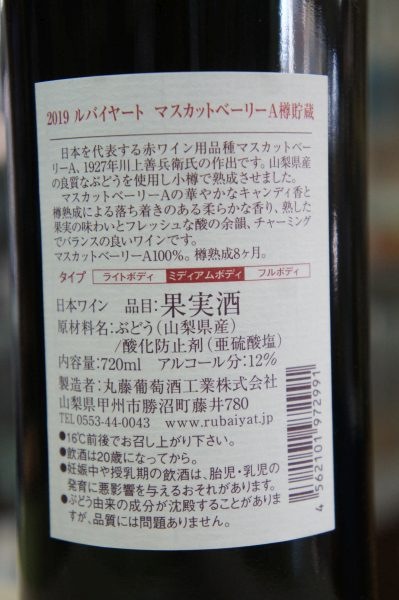 2019 ルバイヤート マスカットベーリーA樽貯蔵
日本を代表する赤ワイン用品種マスカットベ
ーリーA、1927年川上善兵衛氏の作出です。山梨県産
の良質なぶどうを使用し小樽で熟成させました。
マスカットベーリーAの華やかなキャンディ香と
樽熟成による落ち着きのある柔らかな香り、熟した
果実の味わいとフレッシュな酸の余韻、チャーミング
でバランスの良いワインです。
マスカットベーリーA100%。樽熟成8ヶ月。
タイプ ライトボディ ミディアムボディ フルボディ
日本ワイン 品目:果実酒
原材料名:ぶどう(山梨県産)
/酸化防止剤(亜硫酸塩)
内容量:720ml アルコール分:12%
製造者:丸藤葡萄酒工業株式会社
山梨県甲州市勝沼町藤井780
TEL 0553-44-0043 www.rubaiyat.jp
●16℃前後でお召し上がり下さい。
●飲酒は20歳になってから。
●妊娠中や授乳期の飲酒は、胎児・乳児の
発育に悪影響を与えるおそれがあります。
●ぶどう由来の成分が沈殿することがありま
すが、品質には問題ありません。
4 562101 972991